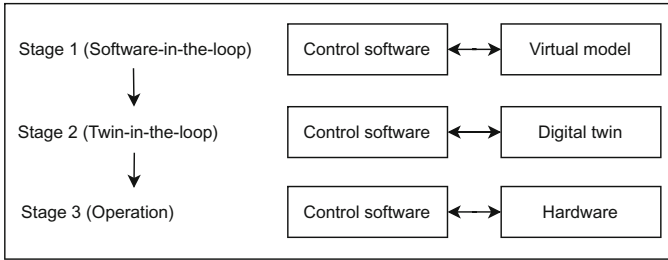 Stage 1 (Software-in-the-loop)
Control software
Virtual model
Stage 2 (Twin-in-the-loop)
Control software
Digital twin
Stage 3 (Operation)
Control software
Hardware